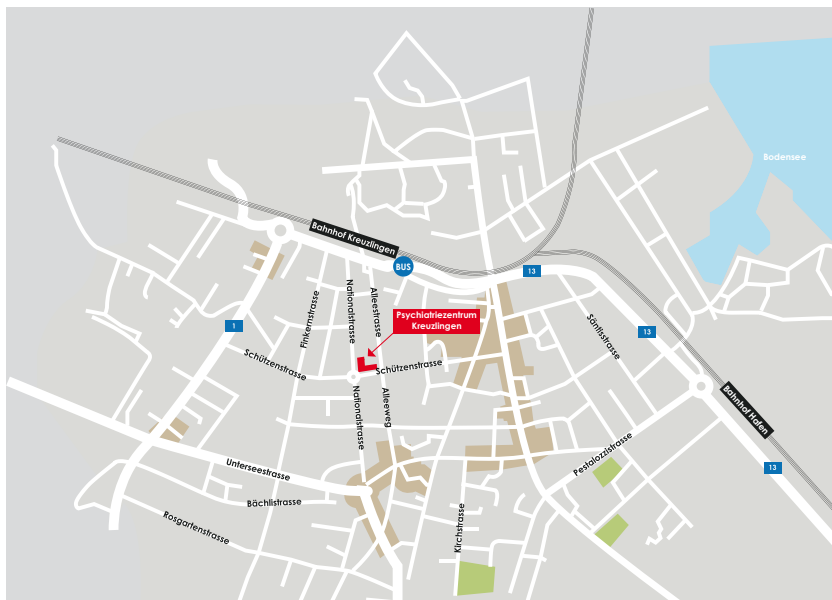 Bodensee
Bahnhof Kreuzlingen
BUS
13
Psychiatriezentrum
Kreuzlingen
1
13
Finkernstrasse
Nationalstrasse
Alleestrasse
Säntisstrasse
Schützenstrasse
Schützenstrasse
Nationalstrasse
Alleeweg
Bahnhof Hafen
Pestalozzistrasse
13
Unterseestrasse
Bächlistrasse
Rosgartenstrasse
Kirchstrasse